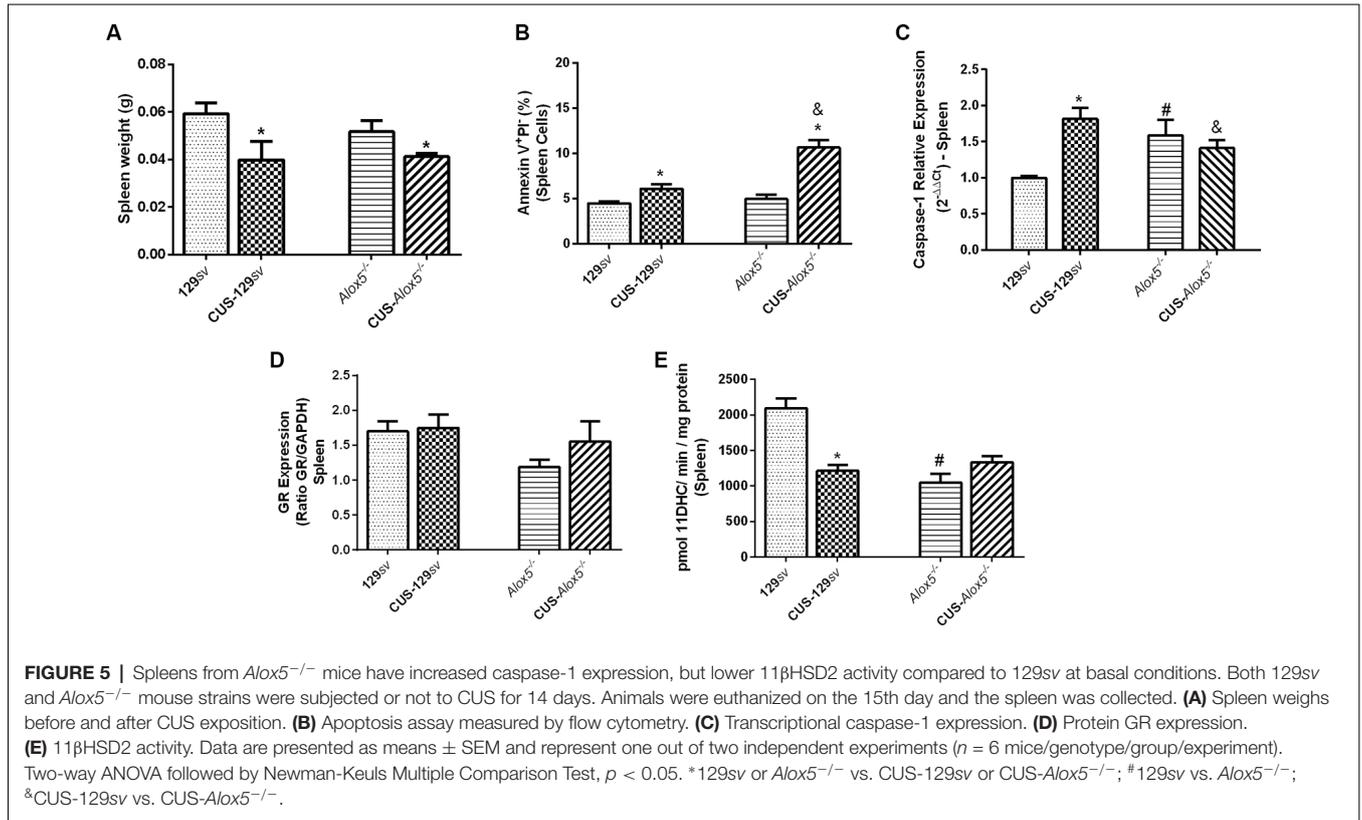 A
Spleen weight (g)
0.08
0.06
0.04
0.02
0.00
*
*
129sv
CUS-129sv
Alox5-/-
CUS-Alox5-/-
B
Annexin V+PI- (%)
(Spleen Cells)
20
15
10
5
0
*
&
*
129sv
CUS-129sv
Alox5-/-
CUS-Alox5-/-
C
Caspase-1 Relative Expression
(2-ΔΔCt) - Spleen
2.5
2.0
1.5
1.0
0.5
0.0
*
#
&
129sv
CUS-129sv
Alox5-/-
CUS-Alox5-/-
D
GR Expression
(Ratio GR/GAPDH)
Spleen
2.5
2.0
1.5
1.0
0.5
0.0
129sv
CUS-129sv
Alox5-/-
CUS-Alox5-/-
E
pmol 11DHC/ min / mg protein
(Spleen)
2500
2000
1500
1000
500
0
*
#
129sv
CUS-129sv
Alox5-/-
CUS-Alox5-/-
FIGURE 5 | Spleens from Alox5−/− mice have increased caspase-1 expression, but lower 11βHSD2 activity compared to 129sv at basal conditions. Both 129sv
and Alox5−/− mouse strains were subjected or not to CUS for 14 days. Animals were euthanized on the 15th day and the spleen was collected. (A) Spleen weighs
before and after CUS exposition. (B) Apoptosis assay measured by flow cytometry. (C) Transcriptional caspase-1 expression. (D) Protein GR expression.
(E) 11βHSD2 activity. Data are presented as means ± SEM and represent one out of two independent experiments (n = 6 mice/genotype/group/experiment).
Two-way ANOVA followed by Newman-Keuls Multiple Comparison Test, p < 0.05. *129sv or Alox5−/− vs. CUS-129sv or CUS-Alox5−/−; #129sv vs. Alox5−/−;
&CUS-129sv vs. CUS-Alox5−/−.